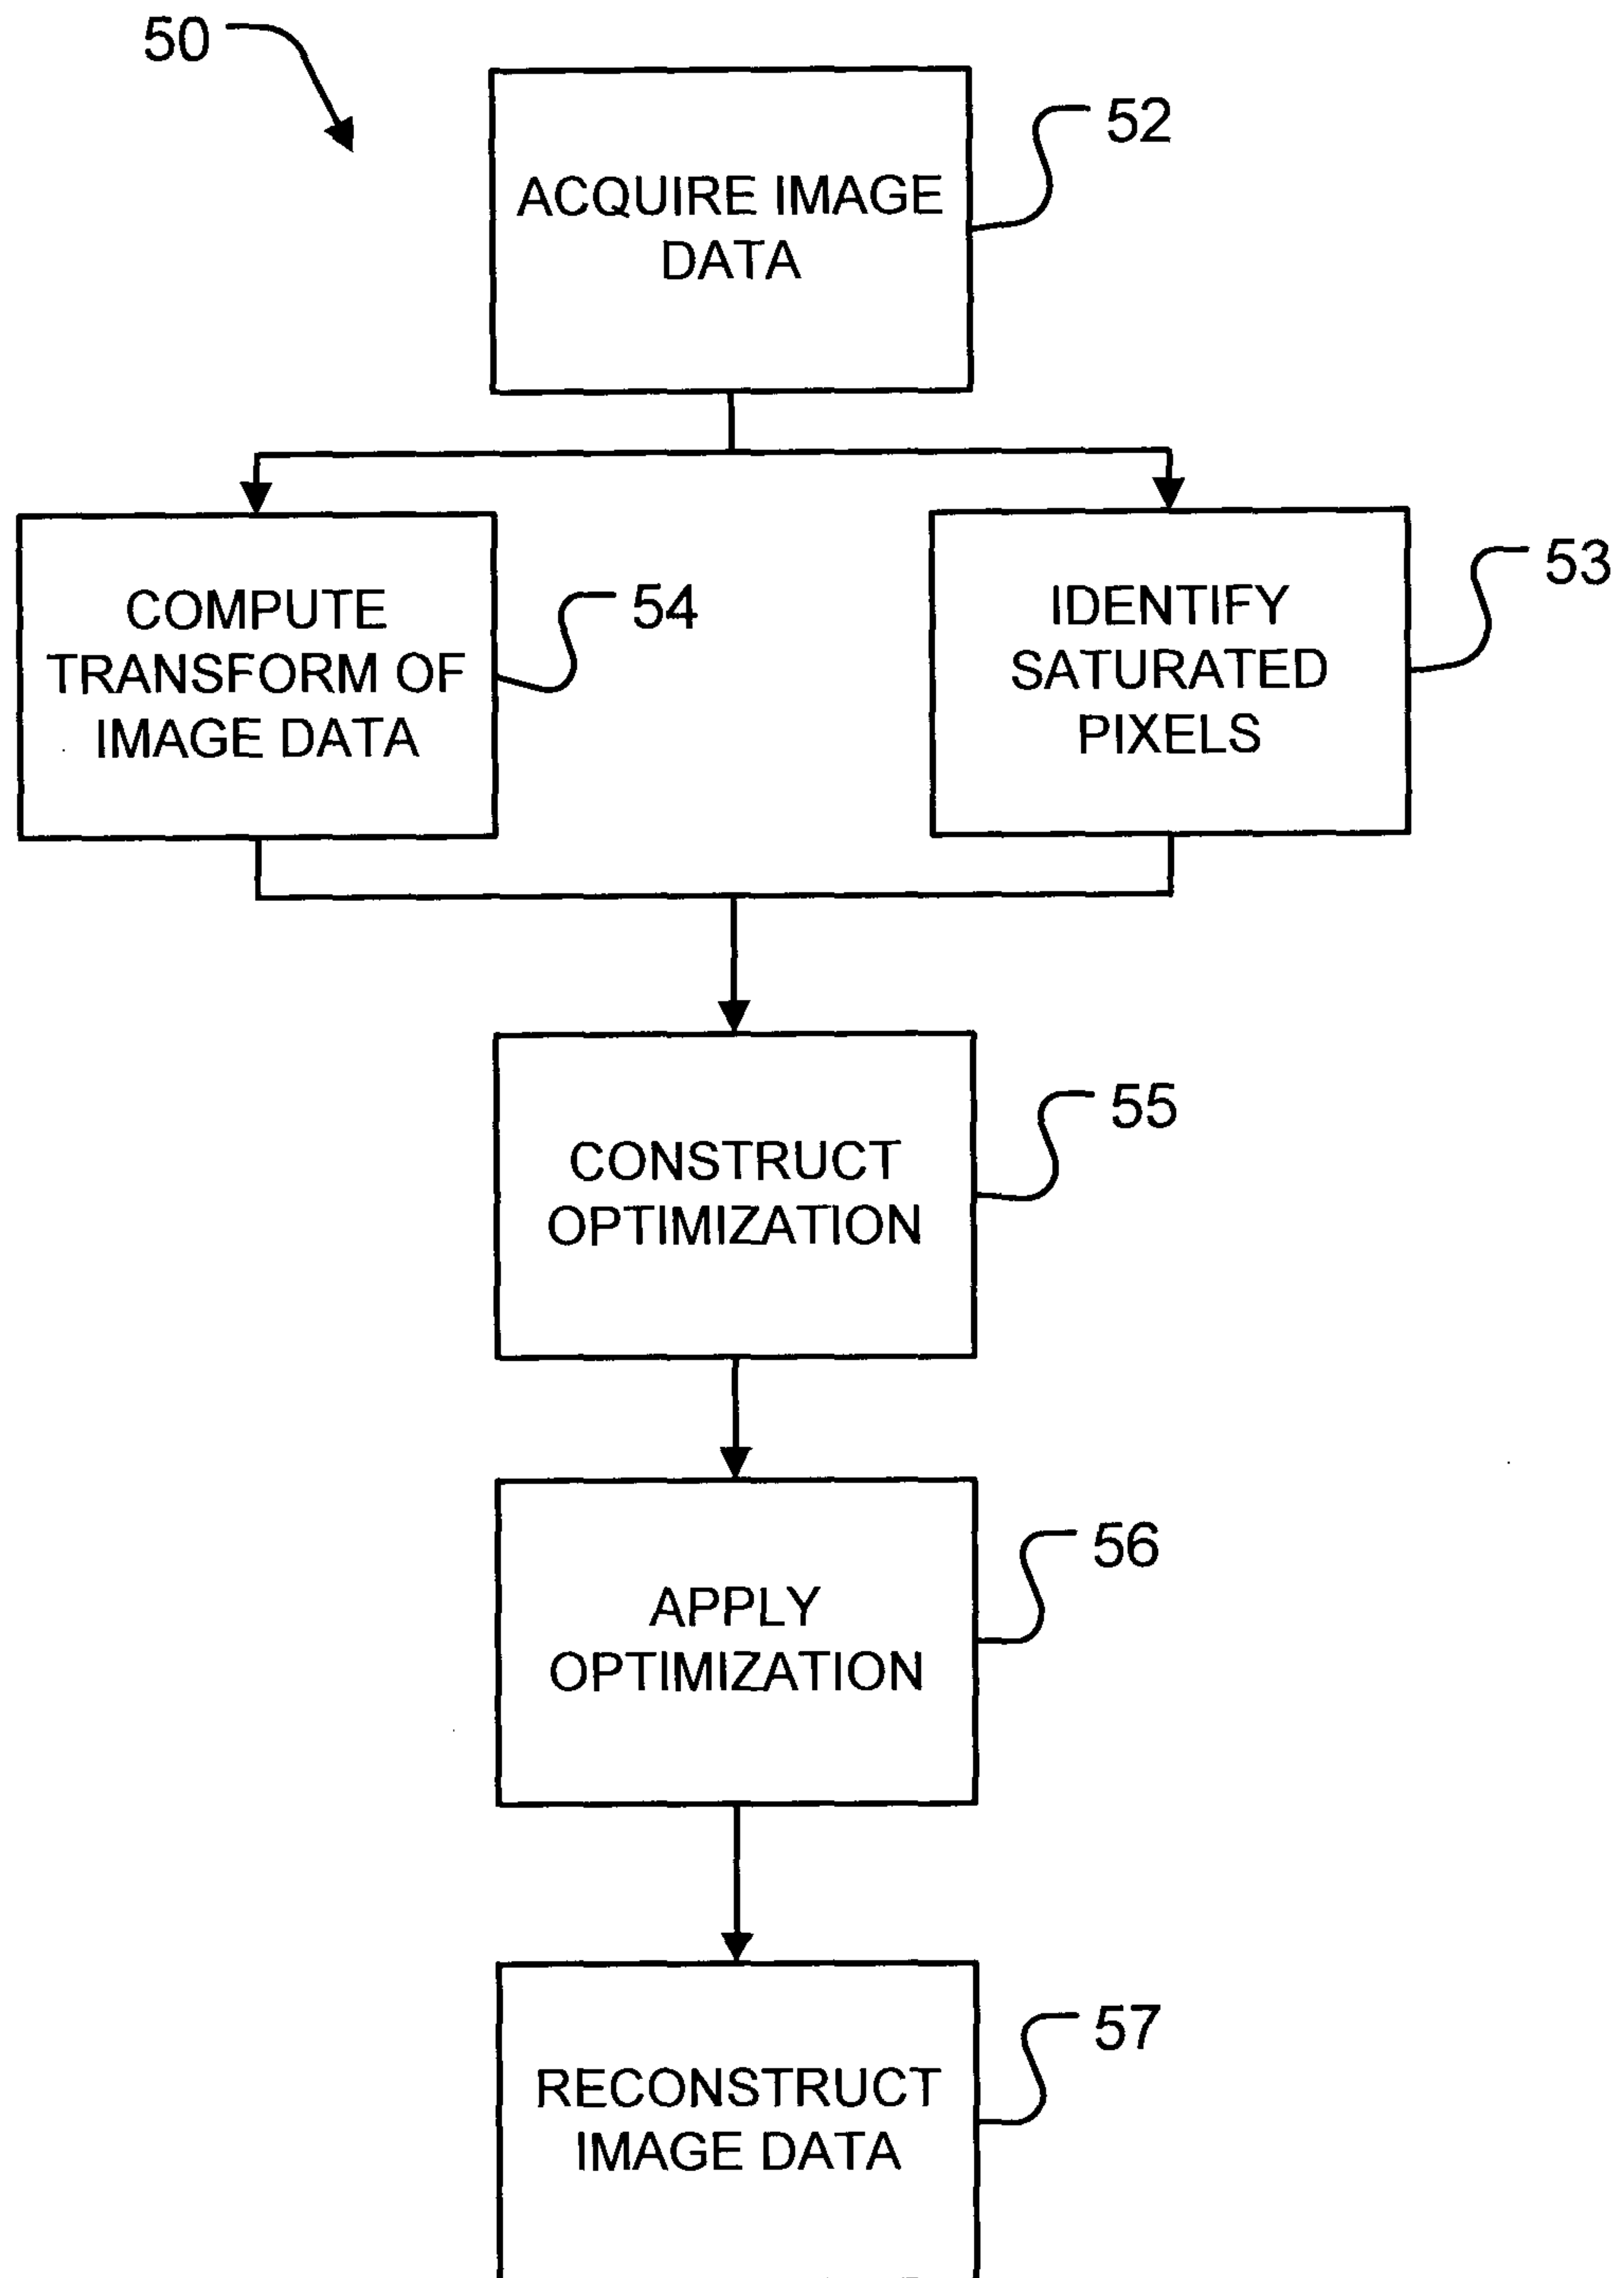 50
52
ACQUIRE IMAGE
DATA
54
COMPUTE
TRANSFORM OF
IMAGE DATA
53
IDENTIFY
SATURATED
PIXELS
55
CONSTRUCT
OPTIMIZATION
56
APPLY
OPTIMIZATION
57
RECONSTRUCT
IMAGE DATA